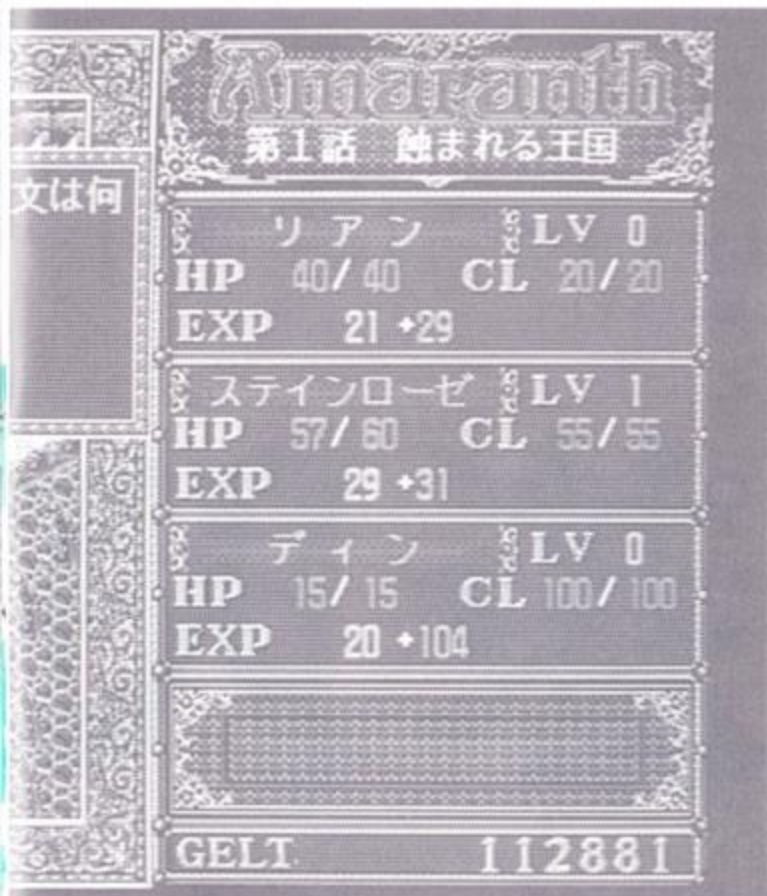 Amaranth
第1話 蝕まれる王国
文は何
リアン LV 0
HP 40/40 CL 20/20
EXP 21 +29
ステインローゼ LV 1
HP 57/60 CL 55/55
EXP 29 +31
ディン LV 0
HP 15/15 CL 100/100
EXP 20 +104
GELT 112881